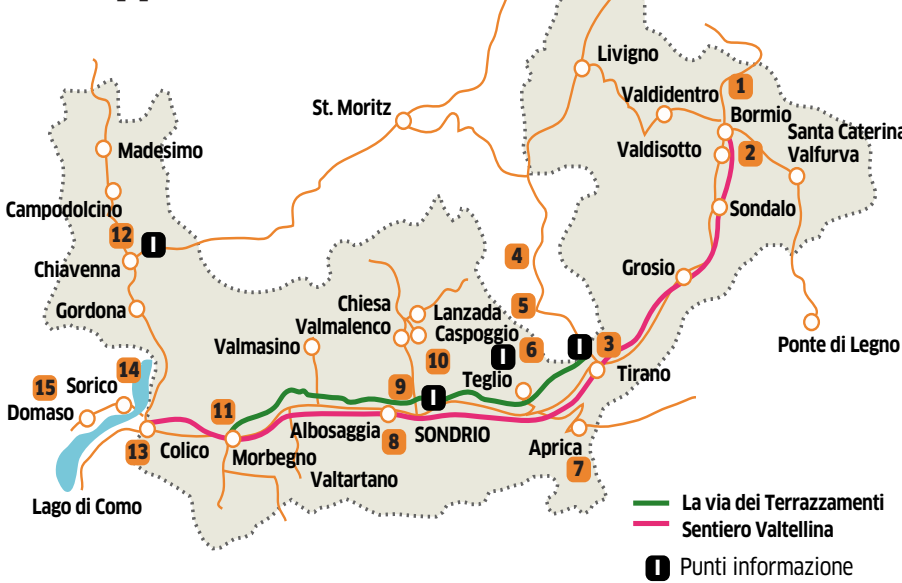 Livigno
Valdidentro
1
St. Moritz
Bormio
Santa Caterina
Valfurva
Madesimo
Valdisotto
2
Campodolcino
Sondalo
12
I
Chiavenna
4
Grosio
Gordona
Chiesa
Valmalenco
Lanzada
Caspoggio
5
Valmasino
10
I
6
I
3
Ponte di Legno
14
15
Sorico
Domaso
9
I
Teglio
Tirano
11
13
Colico
Morbegno
Albosaggia
8
SONDRIO
Aprica
7
Valtartano
Lago di Como
La via dei Terrazzamenti
Sentiero Valtellina
I Punti informazione